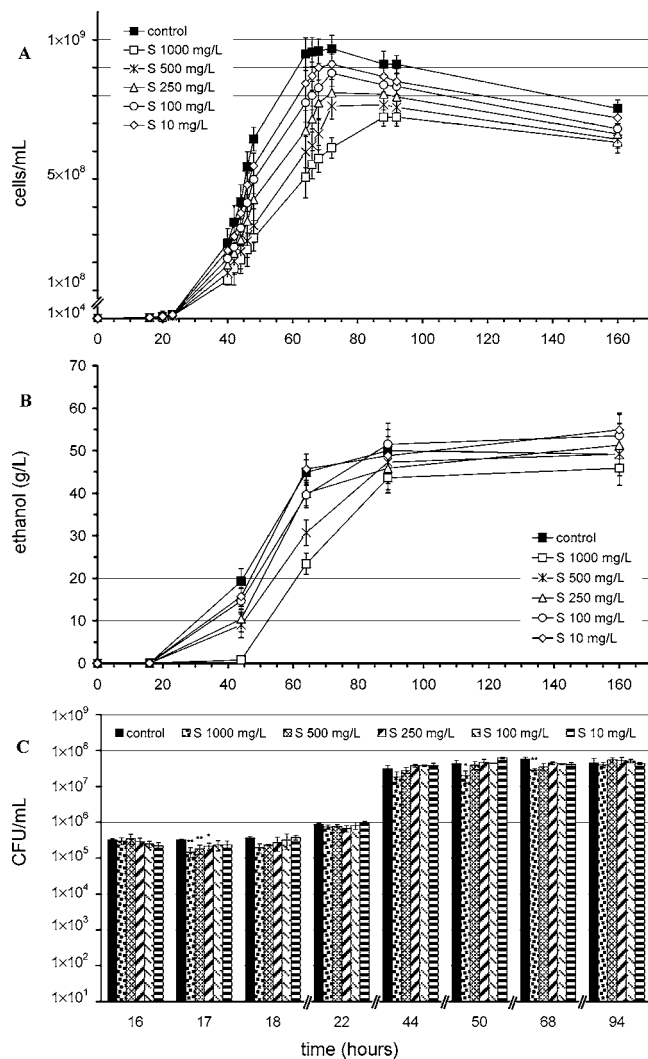 A
control
S 1000 mg/L
S 500 mg/L
S 250 mg/L
S 100 mg/L
S 10 mg/L
cells/mL
1×10⁹
5×10⁸
1×10⁸
1×10⁴
0 20 40 60 80 100 120 140 160
B
ethanol (g/L)
70
60
50
40
30
20
10
0
control
S 1000 mg/L
S 500 mg/L
S 250 mg/L
S 100 mg/L
S 10 mg/L
0 20 40 60 80 100 120 140 160
C
control S 1000 mg/L S 500 mg/L S 250 mg/L S 100 mg/L S 10 mg/L
CFU/mL
1×10⁹
1×10⁸
1×10⁷
1×10⁶
1×10⁵
1×10⁴
1×10³
1×10²
1×10¹
16 17 18 22 44 50 68 94
time (hours)